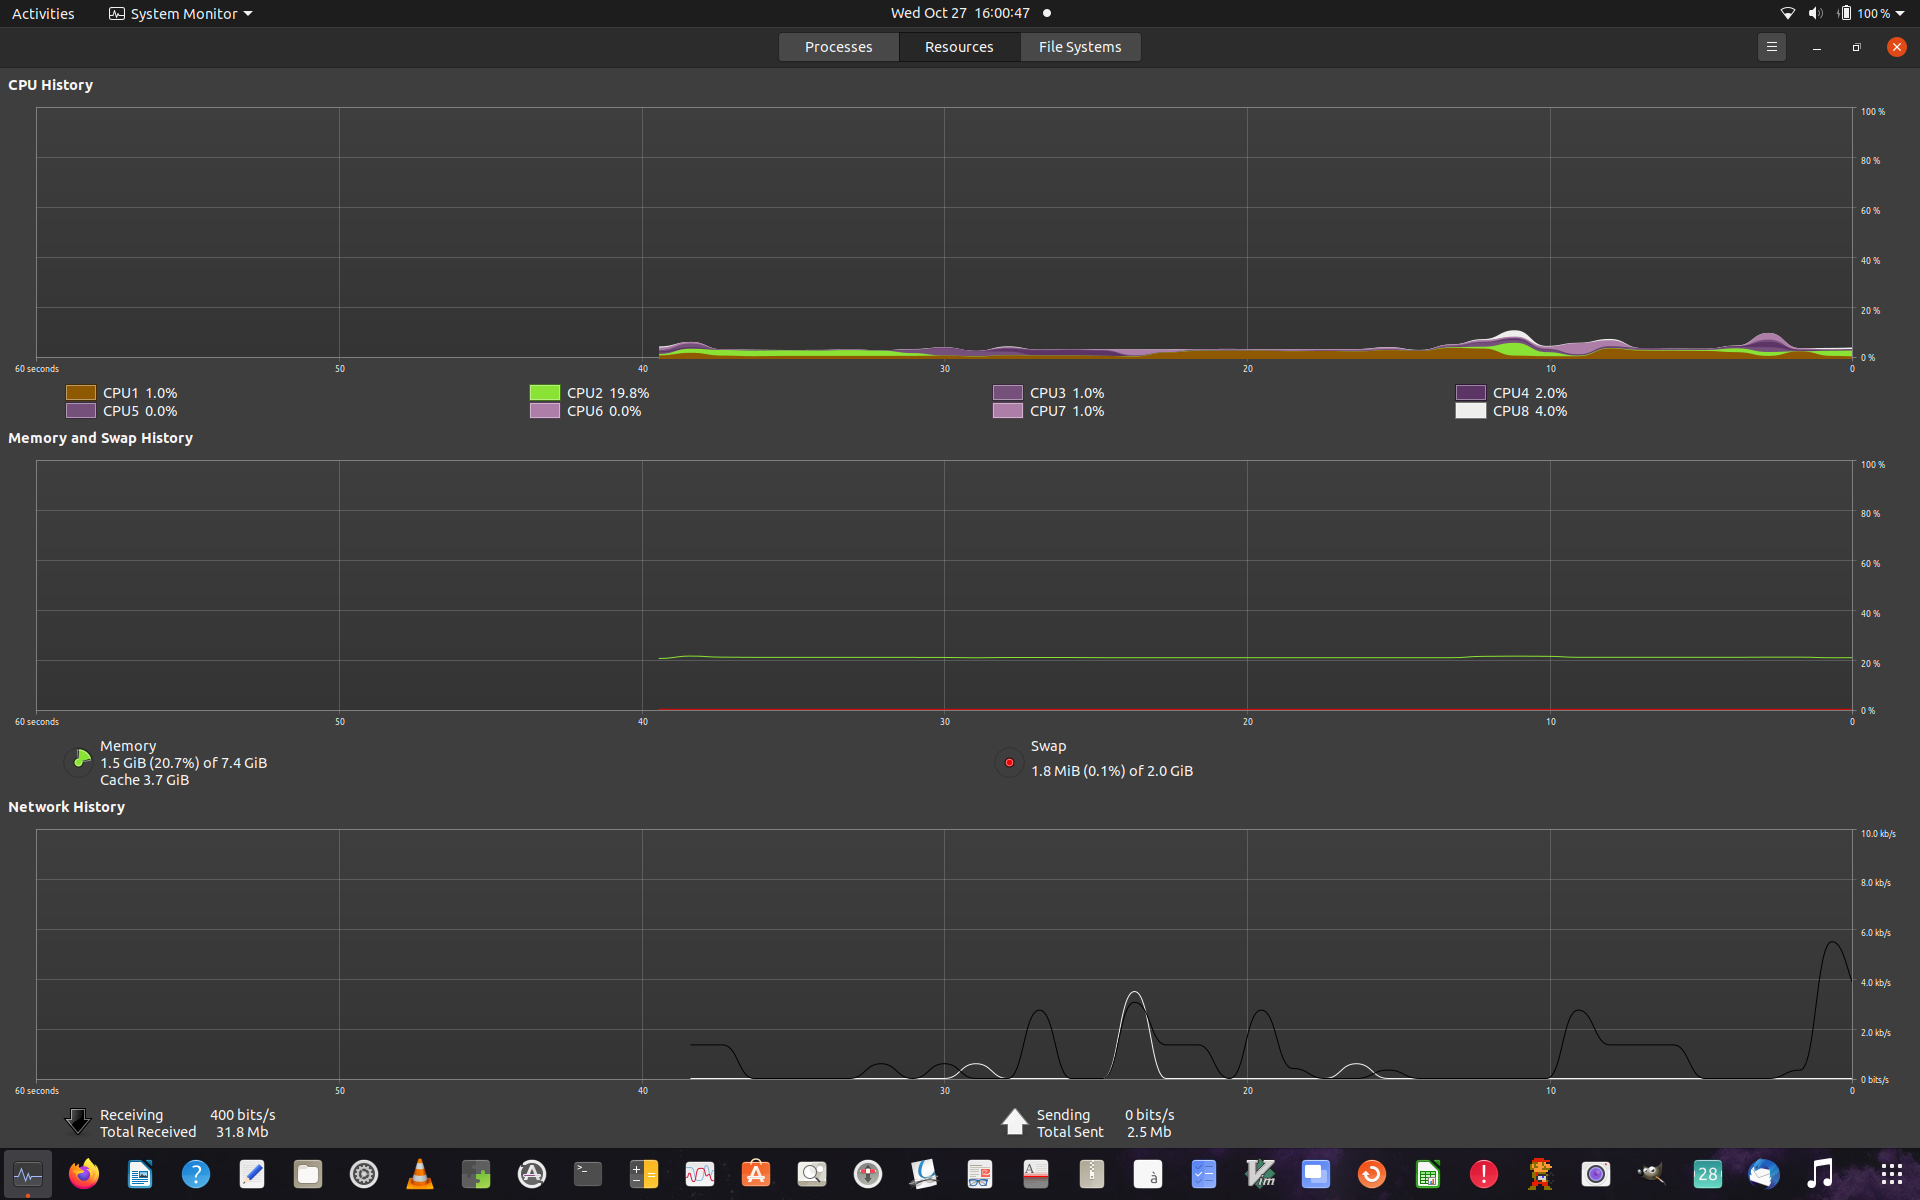 Activities System Monitor Wed Oct 27 16:00:47 100 %
Processes Resources File Systems
CPU History
100 %
80 %
60 %
40 %
20 %
0 %
60 seconds 50 40 30 20 10 0
CPU1 1.0% CPU2 19.8% CPU3 1.0% CPU4 2.0%
CPU5 0.0% CPU6 0.0% CPU7 1.0% CPU8 4.0%
Memory and Swap History
100 %
80 %
60 %
40 %
20 %
0 %
60 seconds 50 40 30 20 10 0
Memory
1.5 GiB (20.7%) of 7.4 GiB
Cache 3.7 GiB
Swap
1.8 MiB (0.1%) of 2.0 GiB
Network History
10.0 kb/s
8.0 kb/s
6.0 kb/s
4.0 kb/s
2.0 kb/s
0 bits/s
60 seconds 50 40 30 20 10 0
Receiving 400 bits/s
Total Received 31.8 Mb
Sending 0 bits/s
Total Sent 2.5 Mb
28